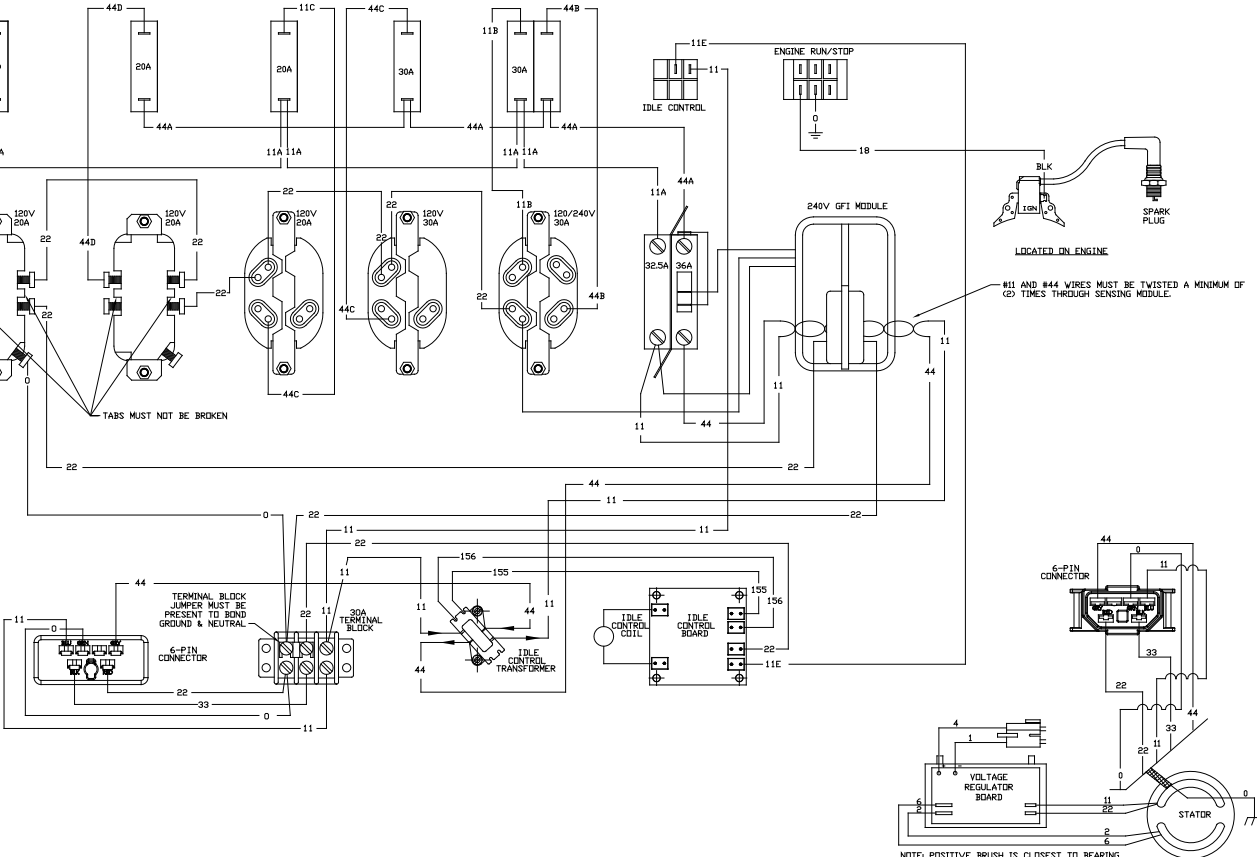 44D
11C
44C
11B
44B
20A
20A
30A
30A
11E
11
IDLE CONTROL
ENGINE RUN/STOP
0
44A
44A
44A
A
11A 11A
11A 11A
18
BLK
IGN
SPARK
PLUG
LOCATED ON ENGINE
11A
44A
22
22
11B
240V GFI MODULE
120V
20A
120V
20A
120V
20A
120V
30A
120/240V
30A
22
44D
22
22
22
22
22
44C
44B
32.5A
36A
#11 AND #44 WIRES MUST BE TWISTED A MINIMUM OF
(2) TIMES THROUGH SENSING MODULE.
11
44
11
0
44C
TABS MUST NOT BE BROKEN
11
44
22
22
44
11
0
22
22
11
11
22
156
155
11
44
11
44
11
TERMINAL BLOCK
JUMPER MUST BE
PRESENT TO BOND
GROUND & NEUTRAL
22
11
30A
TERMINAL
BLOCK
11
0
BLU
GRN
GRY
BLK
RED
6-PIN
CONNECTOR
22
33
0
11
44
IDLE
CONTROL
TRANSFORMER
IDLE
CONTROL
COIL
IDLE
CONTROL
BOARD
155
156
22
11E
44
0
11
6-PIN
CONNECTOR
33
22
44
33
11
22
0
4
1
VOLTAGE
REGULATOR
BOARD
6
2
11
22
2
6
STATOR
0
NOTE: POSITIVE BRUSH IS CLOSEST TO BEARING